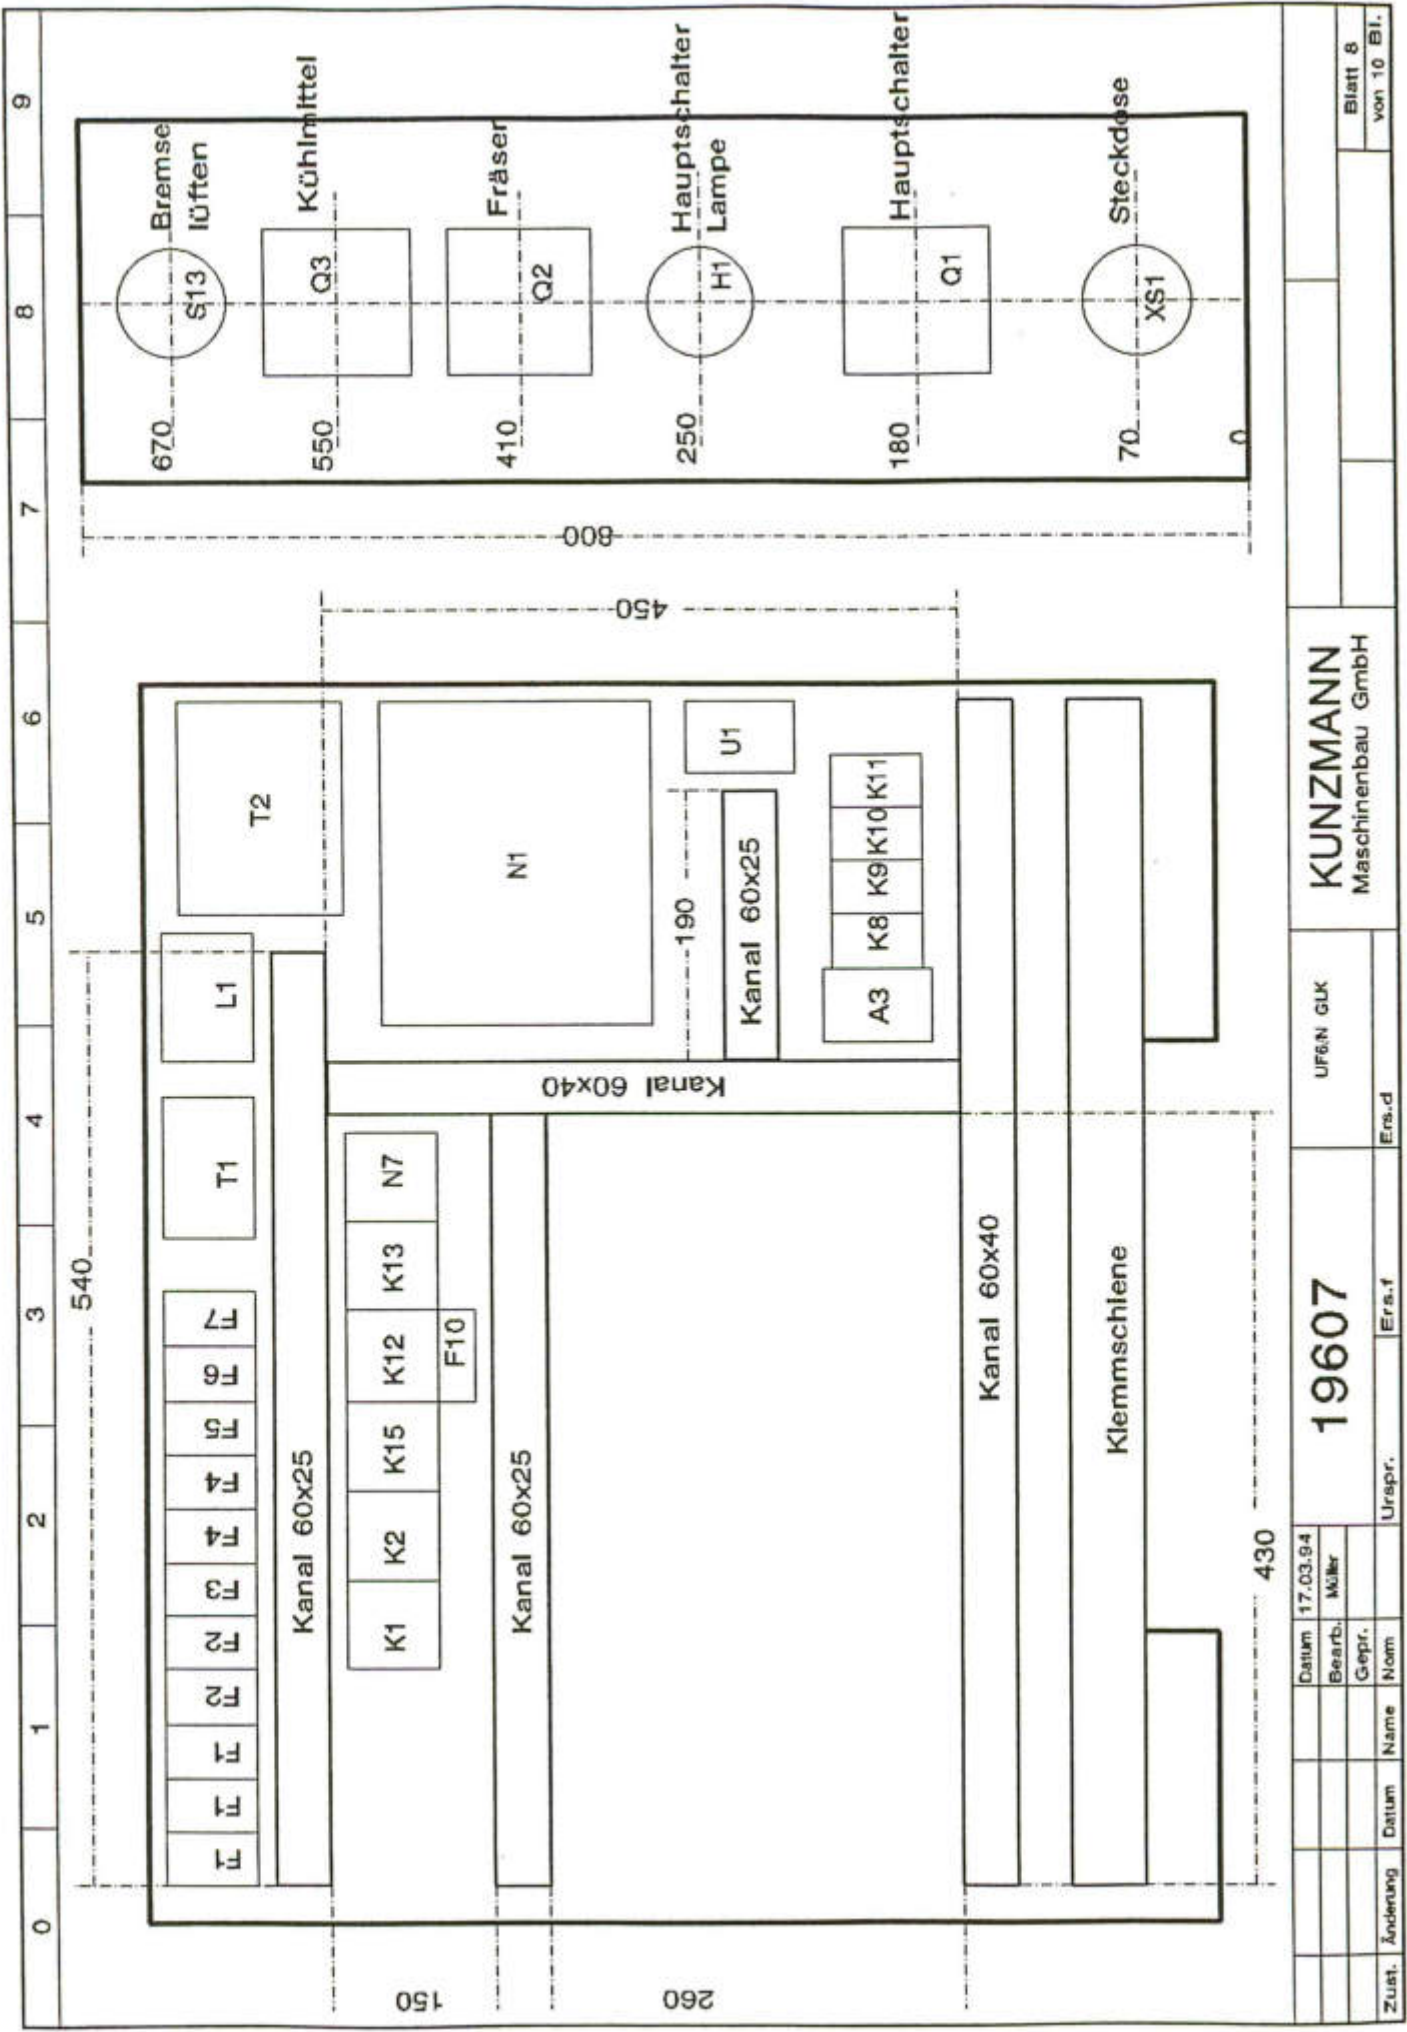 0 1 2 3 4 5 6 7 8 9
540
F1 F1 F1 F2 F2 F3 F4 F4 F5 F6 F7
T1
L1
T2
Kanal 60x25
150
K1 K2 K15 K12 K13 N7
F10
Kanal 60x25
Kanal 60x40
N1
450
190
Kanal 60x25
U1
A3 K8 K9 K10 K11
260
Kanal 60x40
Klemmschiene
430
800
670
S13
Bremse
lüften
550
Q3
Kühlmittel
410
Q2
Fräser
250
H1
Hauptschalter
Lampe
180
Q1
Hauptschalter
70
XS1
Steckdose
0
Datum 17.03.94
Bearb. Müller
Gepr.
Zust. Änderung Datum Name Norm
Urspr. Ers.f Ers.d
19607
UF6/N GLK
KUNZMANN
Maschinenbau GmbH
Blatt 8
von 10 Bl.